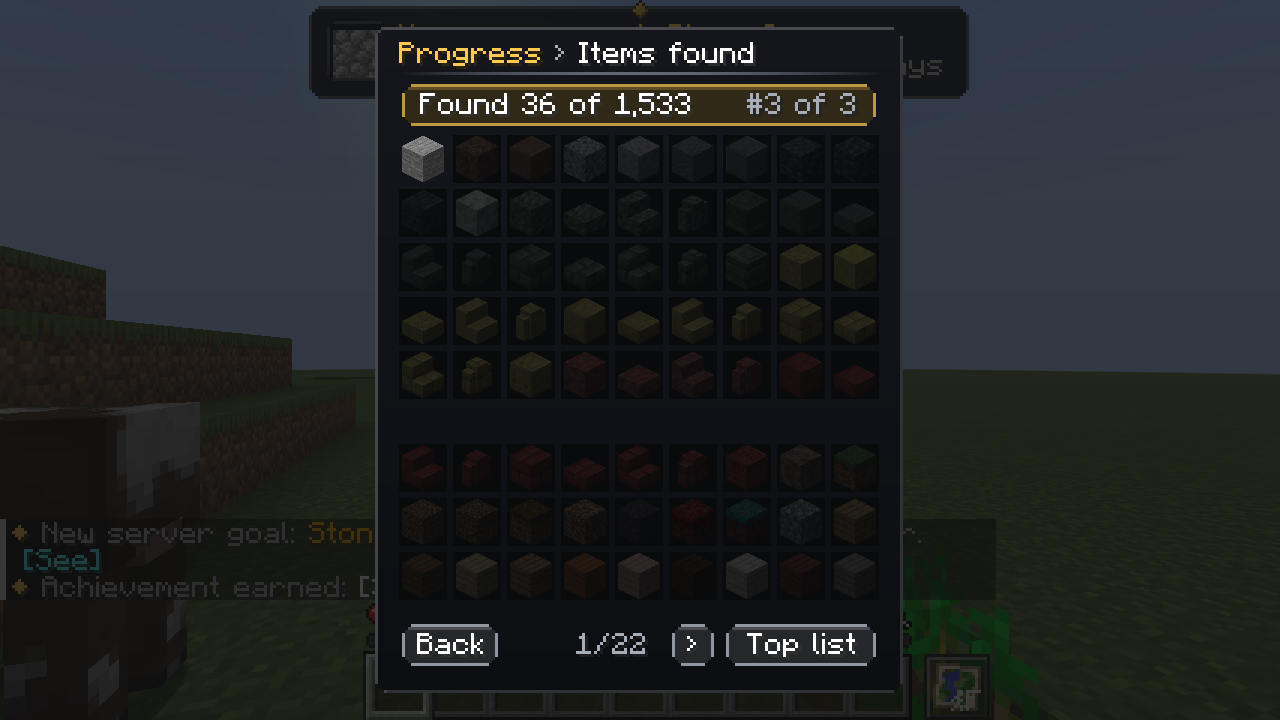 Progress > Items found
Found 36 of 1,533 #3 of 3
New server goal: Ston
[See]
Achievement earned: [
Back 1/22 > Top list